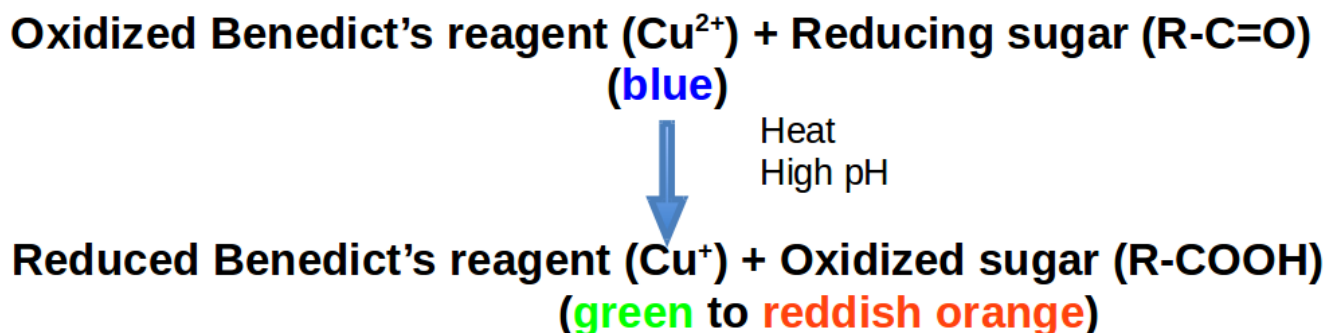 Oxidized Benedict’s reagent (Cu²⁺) + Reducing sugar (R-C=O)
(blue)
Heat
High pH
Reduced Benedict’s reagent (Cu⁺) + Oxidized sugar (R-COOH)
(green to reddish orange)